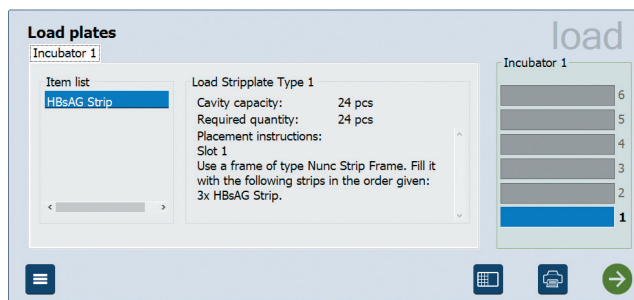 Load plates
load
Incubator 1
Item list
HBsAG Strip
Load Stripplate Type 1
Cavity capacity: 24 pcs
Required quantity: 24 pcs
Placement instructions:
Slot 1
Use a frame of type Nunc Strip Frame. Fill it
with the following strips in the order given:
3x HBsAG Strip.
Incubator 1
6
5
4
3
2
1